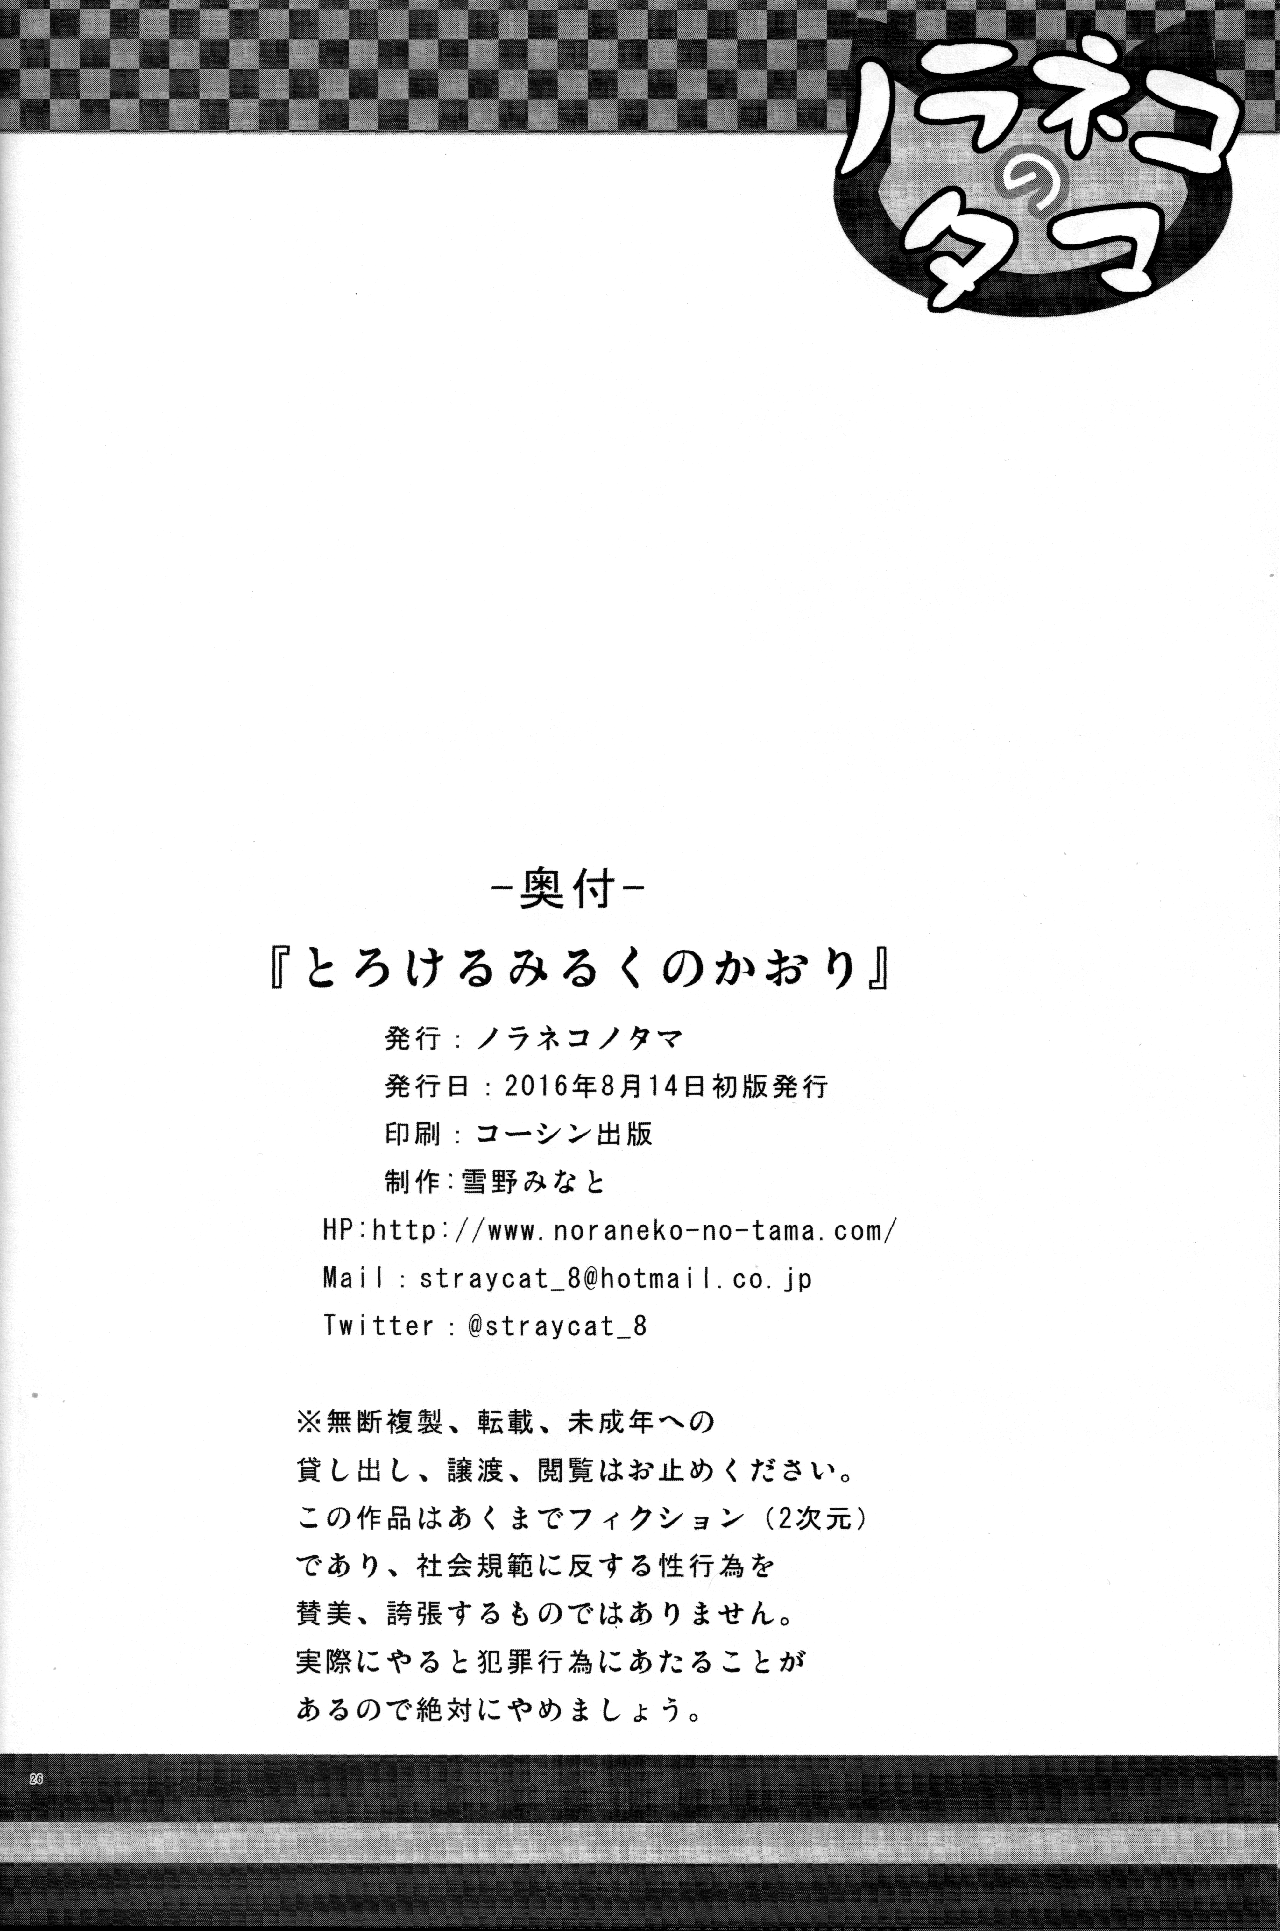 ノラネコ
の
タマ
-奥付-
『とろけるみるくのかおり』
発行：ノラネコノタマ
発行日：2016年8月14日初版発行
印刷：コーシン出版
制作:雪野みなと
HP:http://www.noraneko-no-tama.com/
Mail：straycat_8@hotmail.co.jp
Twitter：@straycat_8
※無断複製、転載、未成年への
貸し出し、譲渡、閲覧はお止めください。
この作品はあくまでフィクション（2次元）
であり、社会規範に反する性行為を
賛美、誇張するものではありません。
実際にやると犯罪行為にあたることが
あるので絶対にやめましょう。
26